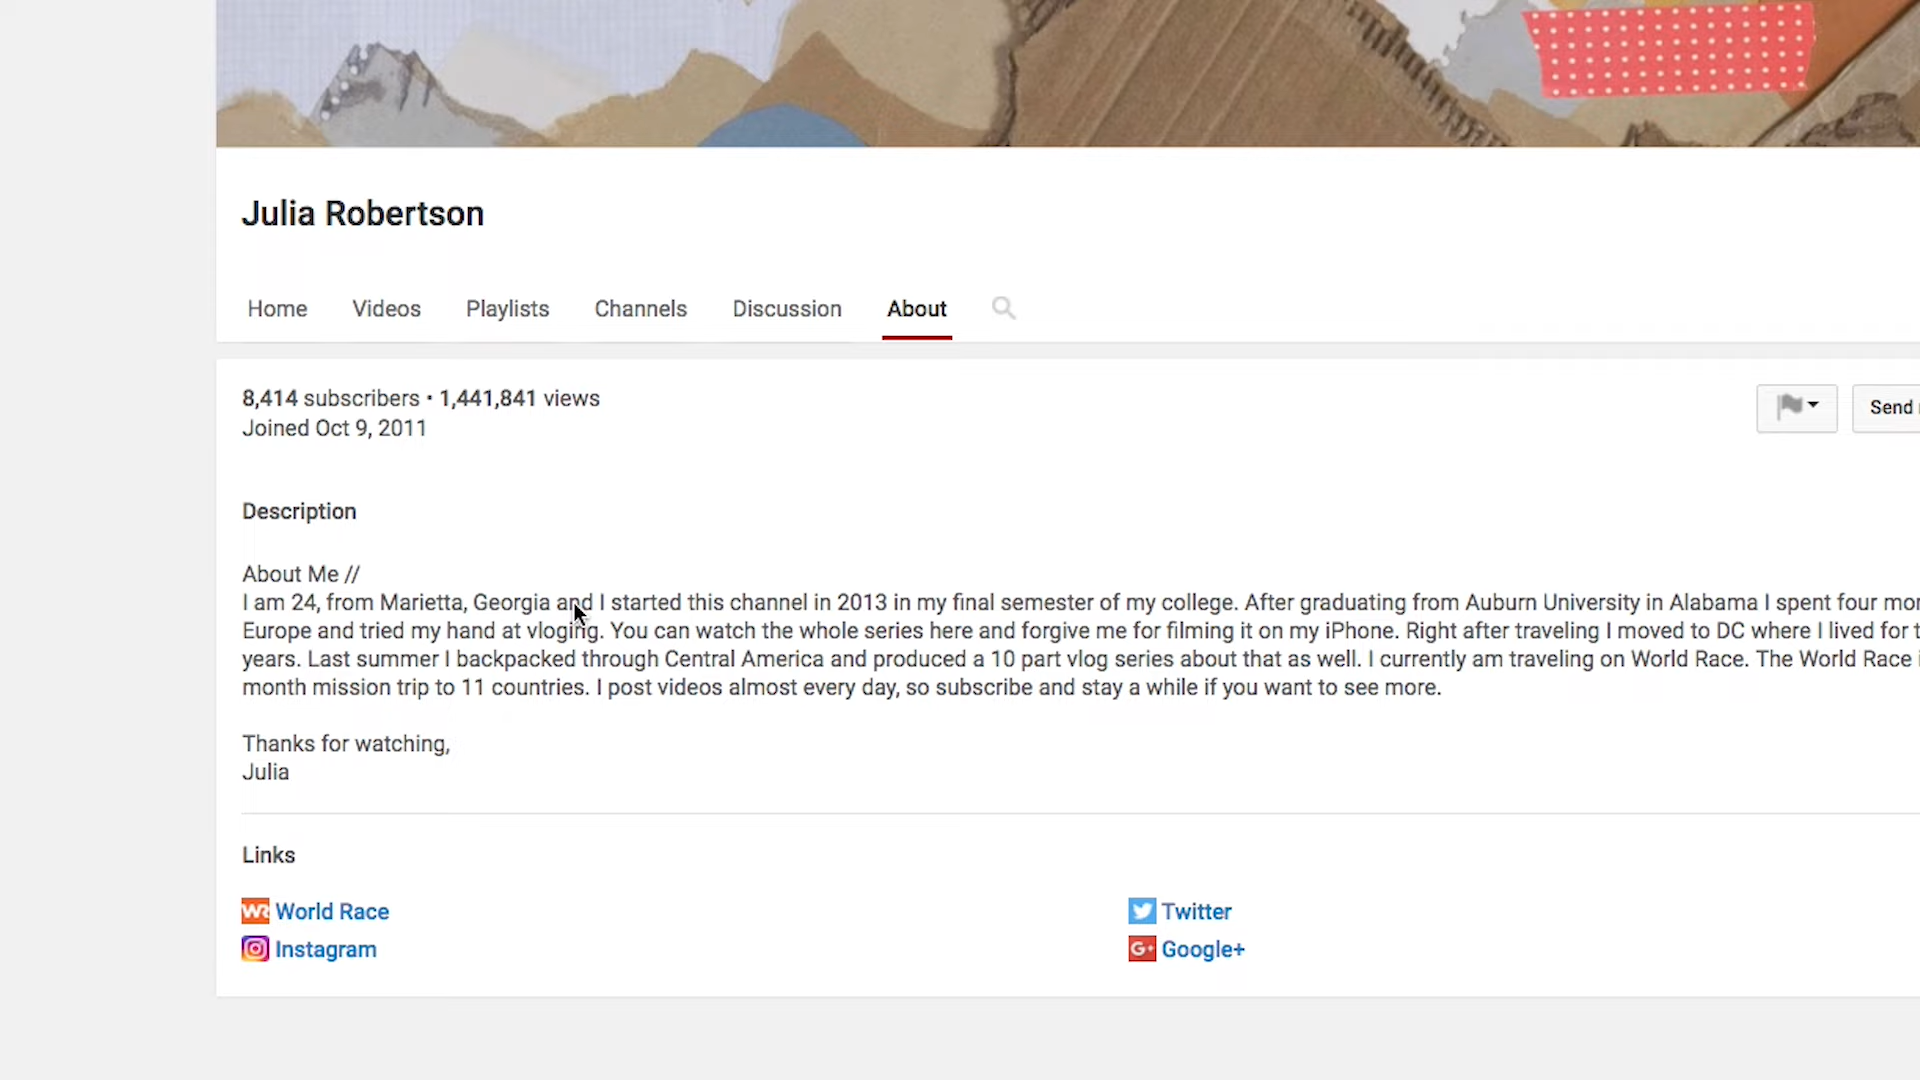 Julia Robertson
Home Videos Playlists Channels Discussion About
8,414 subscribers • 1,441,841 views
Joined Oct 9, 2011
Send
Description
About Me //
I am 24, from Marietta, Georgia and I started this channel in 2013 in my final semester of my college. After graduating from Auburn University in Alabama I spent four
Europe and tried my hand at vloging. You can watch the whole series here and forgive me for filming it on my iPhone. Right after traveling I moved to DC where I lived for
years. Last summer I backpacked through Central America and produced a 10 part vlog series about that as well. I currently am traveling on World Race. The World Race
month mission trip to 11 countries. I post videos almost every day, so subscribe and stay a while if you want to see more.
Thanks for watching,
Julia
Links
WR World Race
Twitter
Instagram
G+ Google+